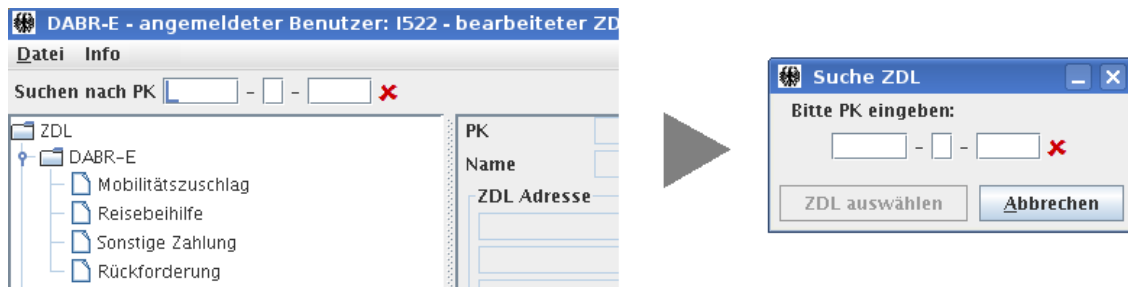 DABR-E - angemeldeter Benutzer: I522 - bearbeiteter ZD
Datei Info
Suchen nach PK - -
ZDL
DABR-E
Mobilitätszuschlag
Reisebeihilfe
Sonstige Zahlung
Rückforderung
PK
Name
ZDL Adresse
Suche ZDL
Bitte PK eingeben:
- -
ZDL auswählen Abbrechen